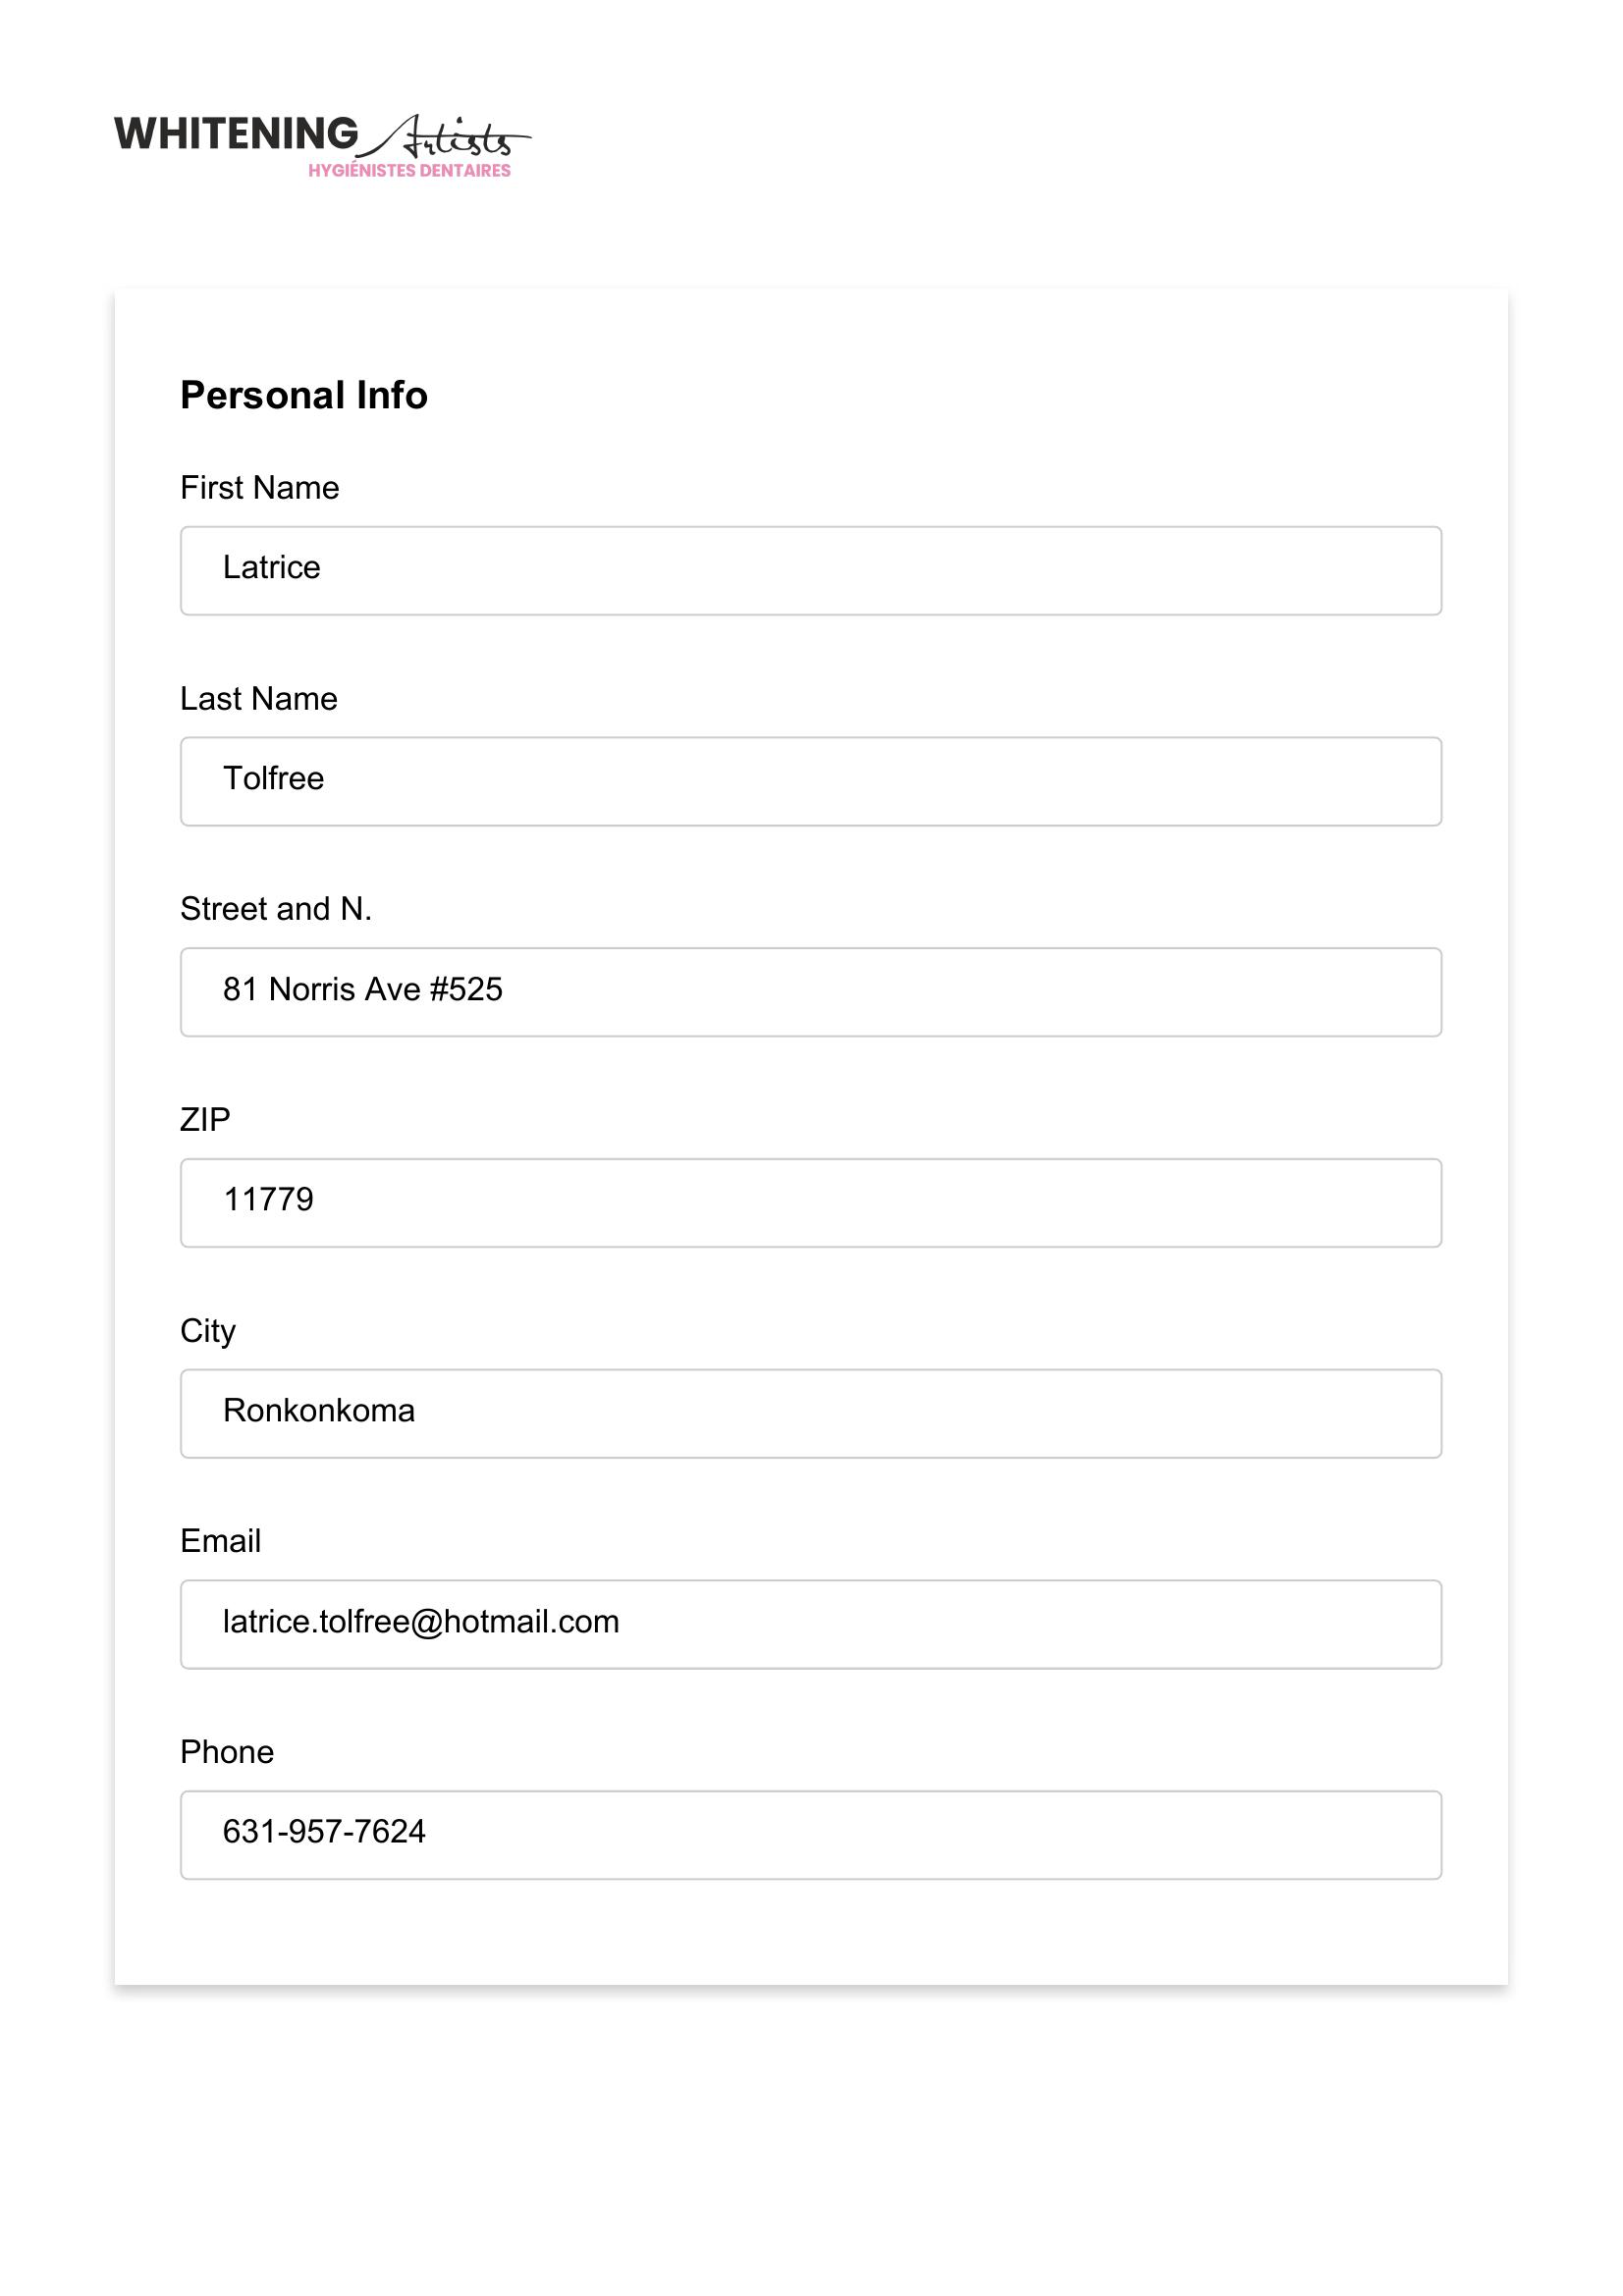 WHITENING Artists
HYGIÉNISTES DENTAIRES
Personal Info
First Name
Latrice
Last Name
Tolfree
Street and N.
81 Norris Ave #525
ZIP
11779
City
Ronkonkoma
Email
latrice.tolfree@hotmail.com
Phone
631-957-7624